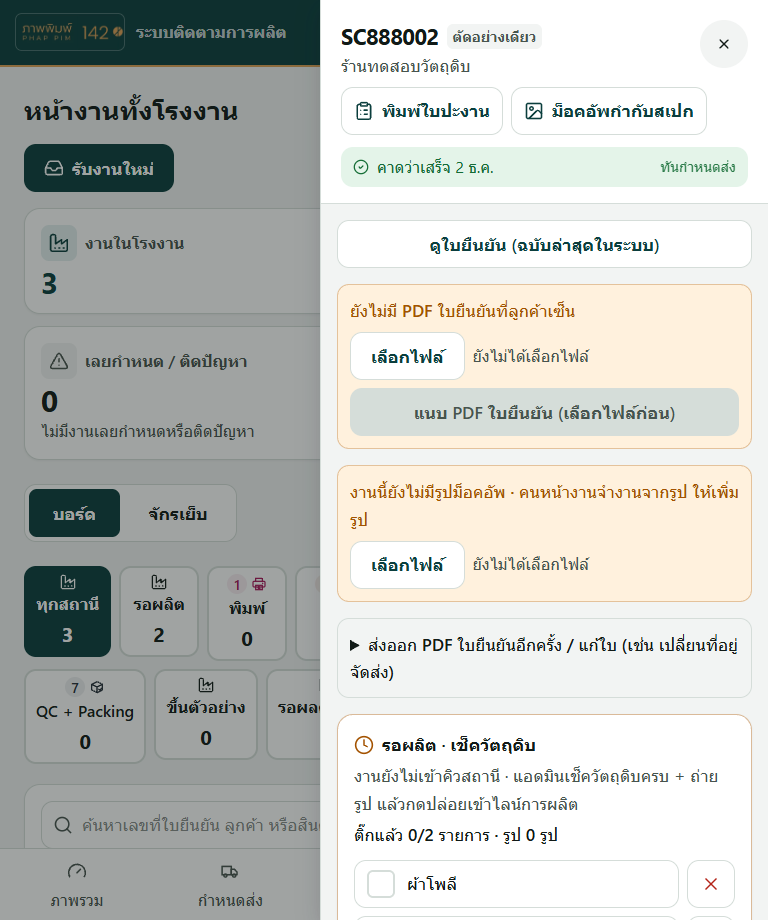 ภาพพิมพ์
PHAP PIM
142
ระบบติดตามการผลิต
หน้างานทั้งโรงงาน
รับงานใหม่
งานในโรงงาน
3
เลยกำหนด / ติดปัญหา
0
ไม่มีงานเลยกำหนดหรือติดปัญหา
บอร์ด
จักรเย็บ
ทุกสถานี
3
รอผลิต
2
1
พิมพ์
0
7
QC + Packing
0
ขึ้นตัวอย่าง
0
ค้นหาเลขที่ใบยืนยัน ลูกค้า หรือสิน
ภาพรวม
กำหนดส่ง
SC888002 ตัดอย่างเดียว
ร้านทดสอบวัตถุดิบ
พิมพ์ใบปะงาน
ม็อคอัพกำกับสเปก
คาดว่าเสร็จ 2 ธ.ค.
ทันกำหนดส่ง
ดูใบยืนยัน (ฉบับล่าสุดในระบบ)
ยังไม่มี PDF ใบยืนยันที่ลูกค้าเซ็น
เลือกไฟล์ ยังไม่ได้เลือกไฟล์
แนบ PDF ใบยืนยัน (เลือกไฟล์ก่อน)
งานนี้ยังไม่มีรูปม็อคอัพ · คนหน้างานจำงานจากรูป ให้เพิ่ม
รูป
เลือกไฟล์ ยังไม่ได้เลือกไฟล์
ส่งออก PDF ใบยืนยันอีกครั้ง / แก้ใบ (เช่น เปลี่ยนที่อยู่
จัดส่ง)
รอผลิต · เช็ควัตถุดิบ
งานยังไม่เข้าคิวสถานี · แอดมินเช็ควัตถุดิบครบ + ถ่าย
รูป แล้วกดปล่อยเข้าไลน์การผลิต
ติ๊กแล้ว 0/2 รายการ · รูป 0 รูป
ผ้าโพลี